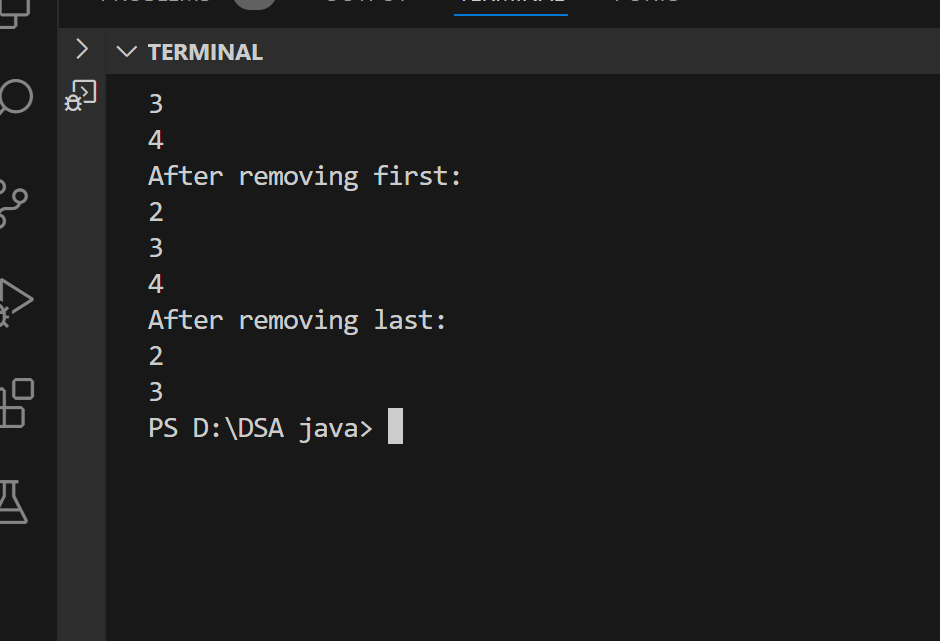 TERMINAL
3
4
After removing first:
2
3
4
After removing last:
2
3
PS D:\DSA java>